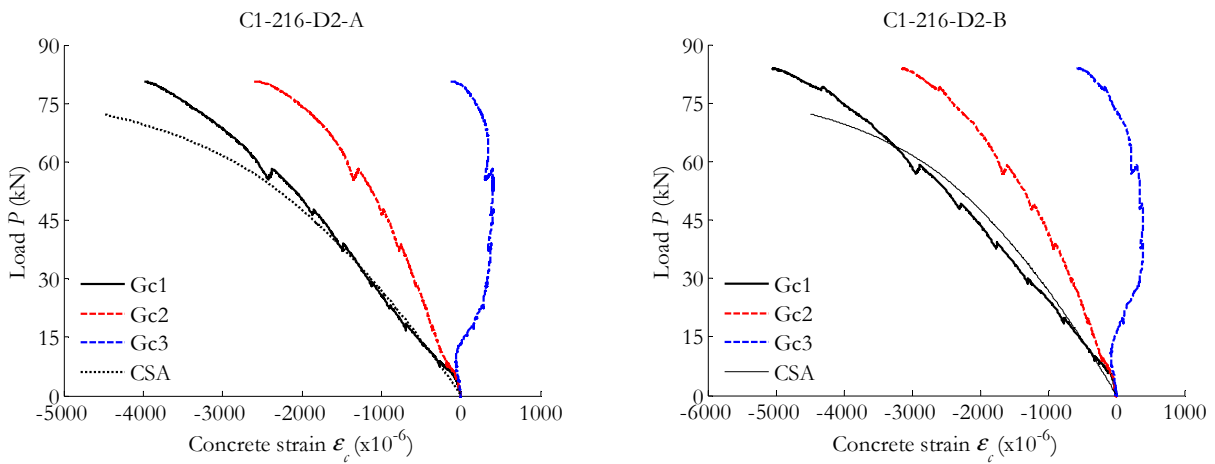 C1-216-D2-A
90
75
60
45
30
15
0
Load P (kN)
Gc1
Gc2
Gc3
CSA
-5000 -4000 -3000 -2000 -1000 0 1000
Concrete strain ε_c (x10^-6)
C1-216-D2-B
90
75
60
45
30
15
0
Load P (kN)
Gc1
Gc2
Gc3
CSA
-6000 -5000 -4000 -3000 -2000 -1000 0 1000
Concrete strain ε_c (x10^-6)